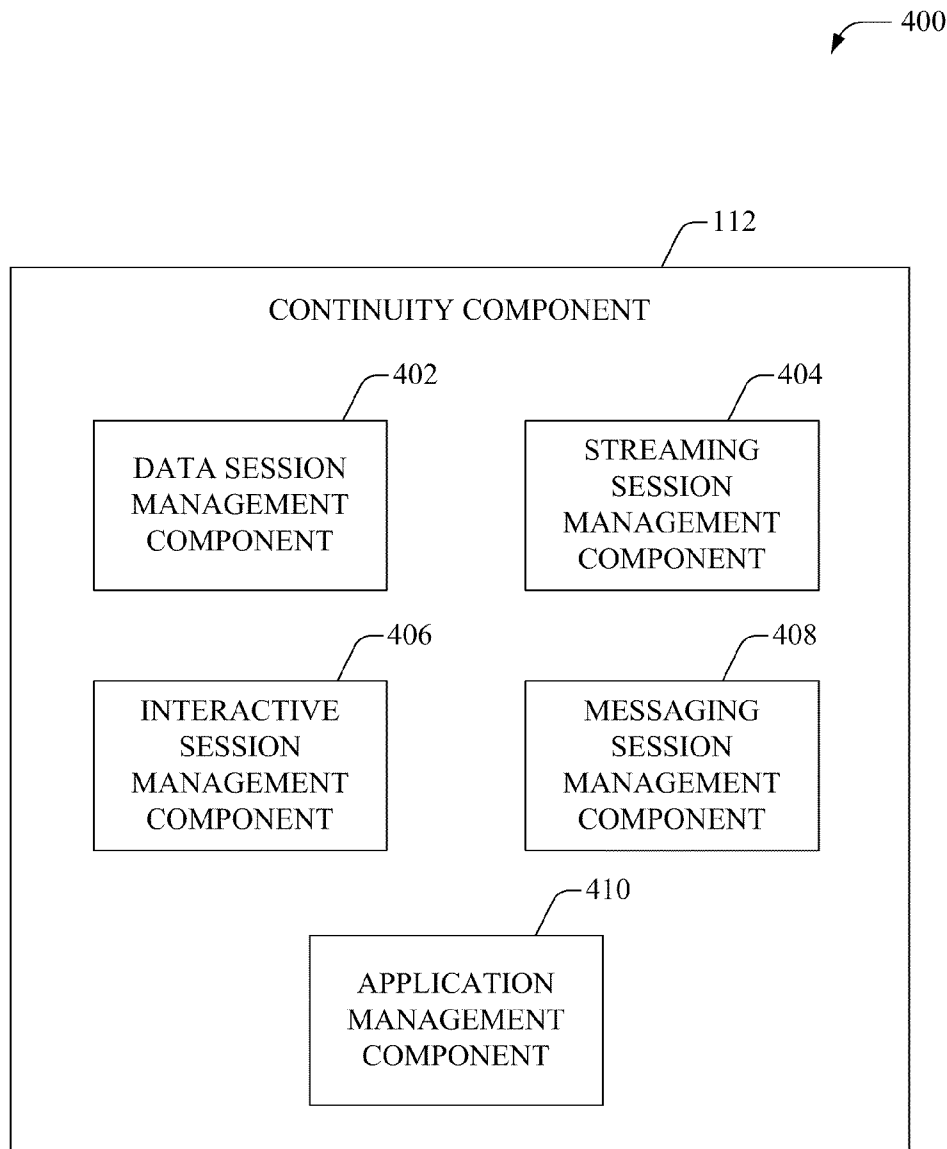 400
112
CONTINUITY COMPONENT
402
DATA SESSION
MANAGEMENT
COMPONENT
404
STREAMING
SESSION
MANAGEMENT
COMPONENT
406
INTERACTIVE
SESSION
MANAGEMENT
COMPONENT
408
MESSAGING
SESSION
MANAGEMENT
COMPONENT
410
APPLICATION
MANAGEMENT
COMPONENT